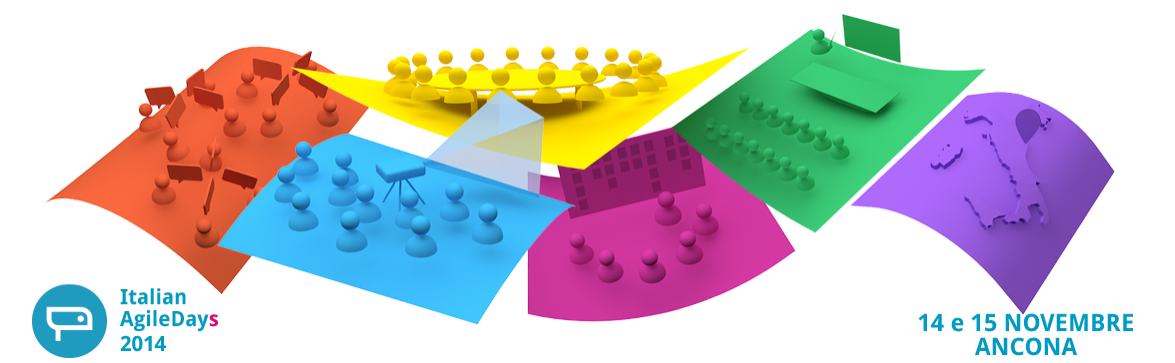 Italian
AgileDays
2014
14 e 15 NOVEMBRE
ANCONA